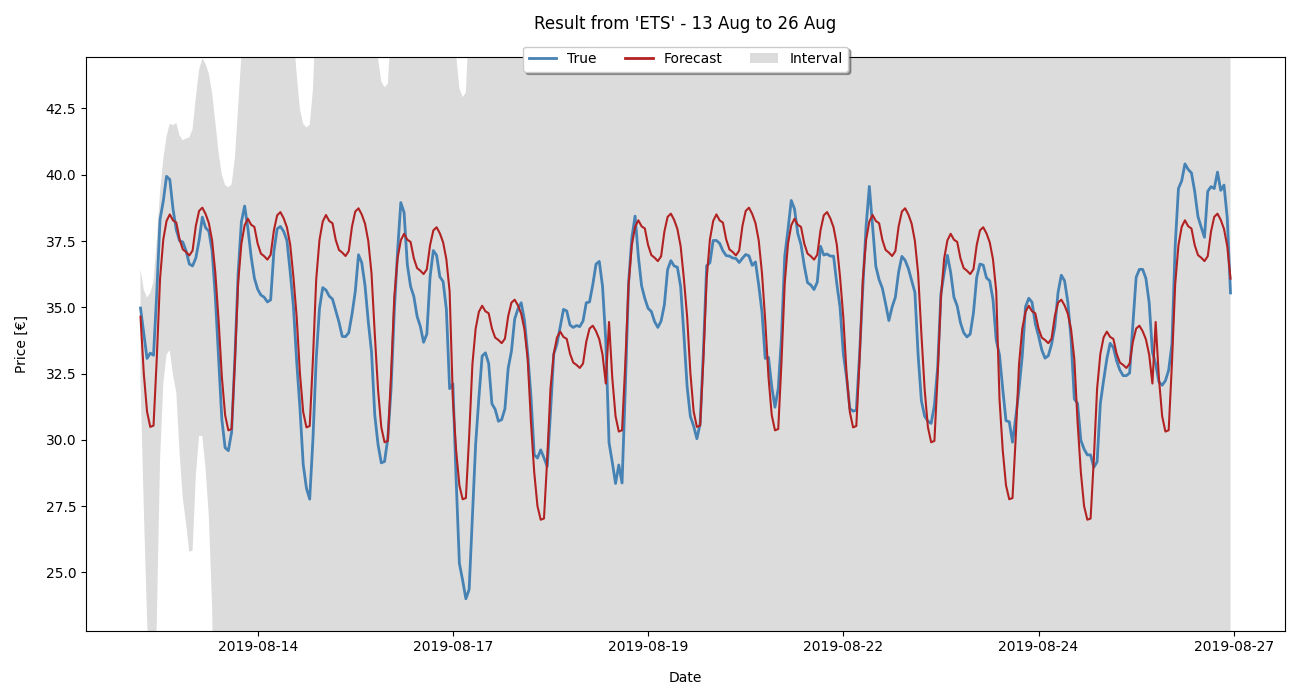 Result from 'ETS' - 13 Aug to 26 Aug
True Forecast Interval
42.5
40.0
37.5
35.0
32.5
30.0
27.5
25.0
Price [€]
2019-08-14 2019-08-17 2019-08-19 2019-08-22 2019-08-24 2019-08-27
Date